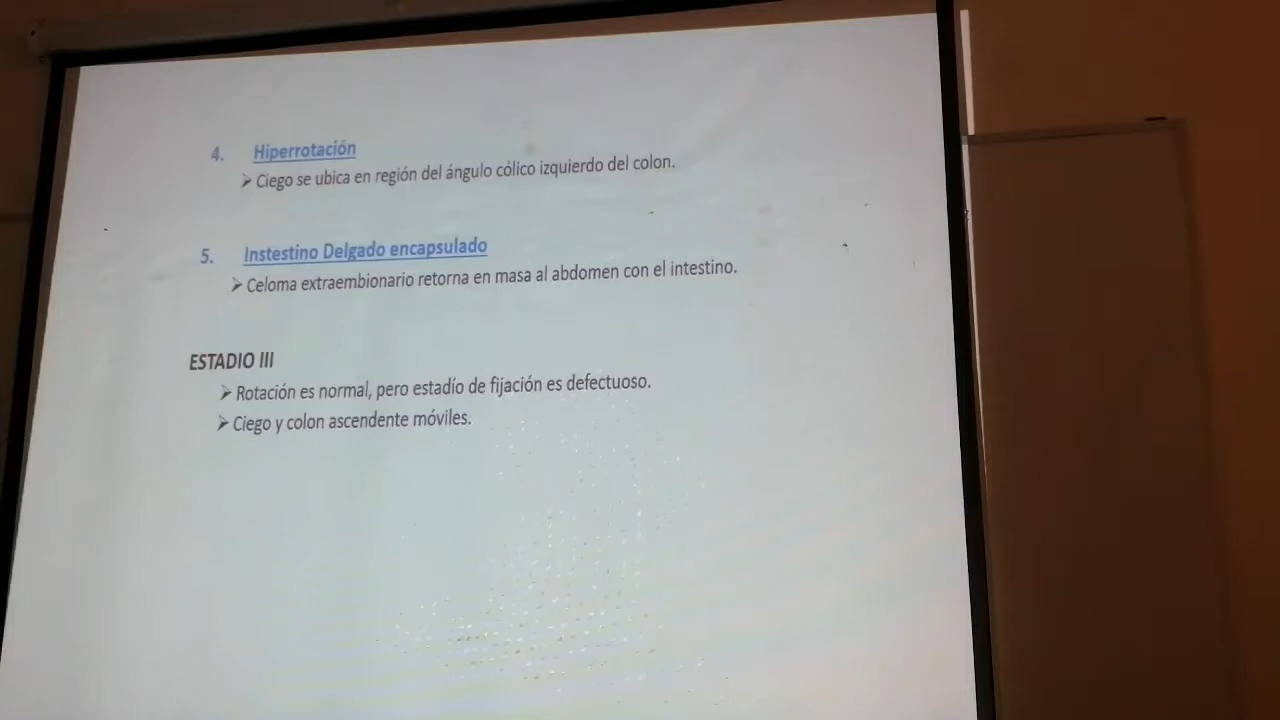 4. Hiperrotación
➢ Ciego se ubica en región del ángulo cólico izquierdo del colon.
5. Instestino Delgado encapsulado
➢ Celoma extraembionario retorna en masa al abdomen con el intestino.
ESTADIO III
➢ Rotación es normal, pero estadío de fijación es defectuoso.
➢ Ciego y colon ascendente móviles.